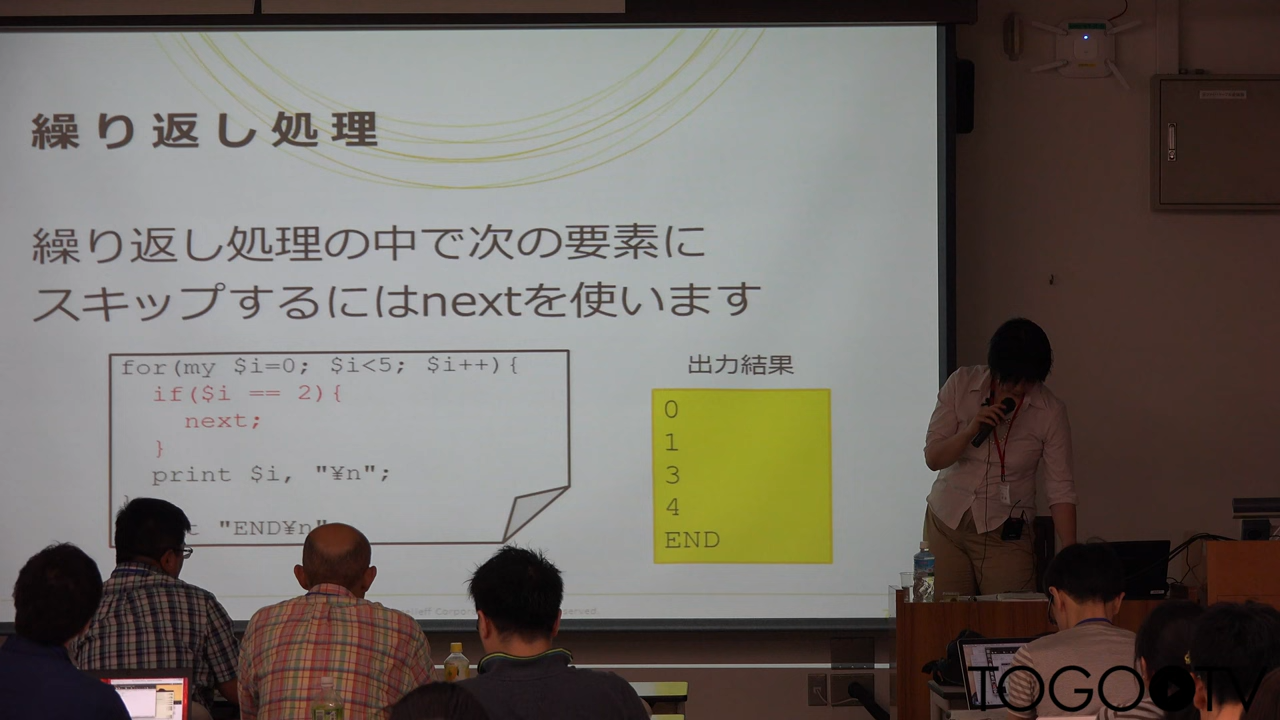 繰り返し処理
繰り返し処理の中で次の要素に
スキップするにはnextを使います
for(my $i=0; $i<5; $i++){
if($i == 2){
next;
}
print $i, "¥n";
"END¥n"
出力結果
0
1
3
4
END
TOGO TV